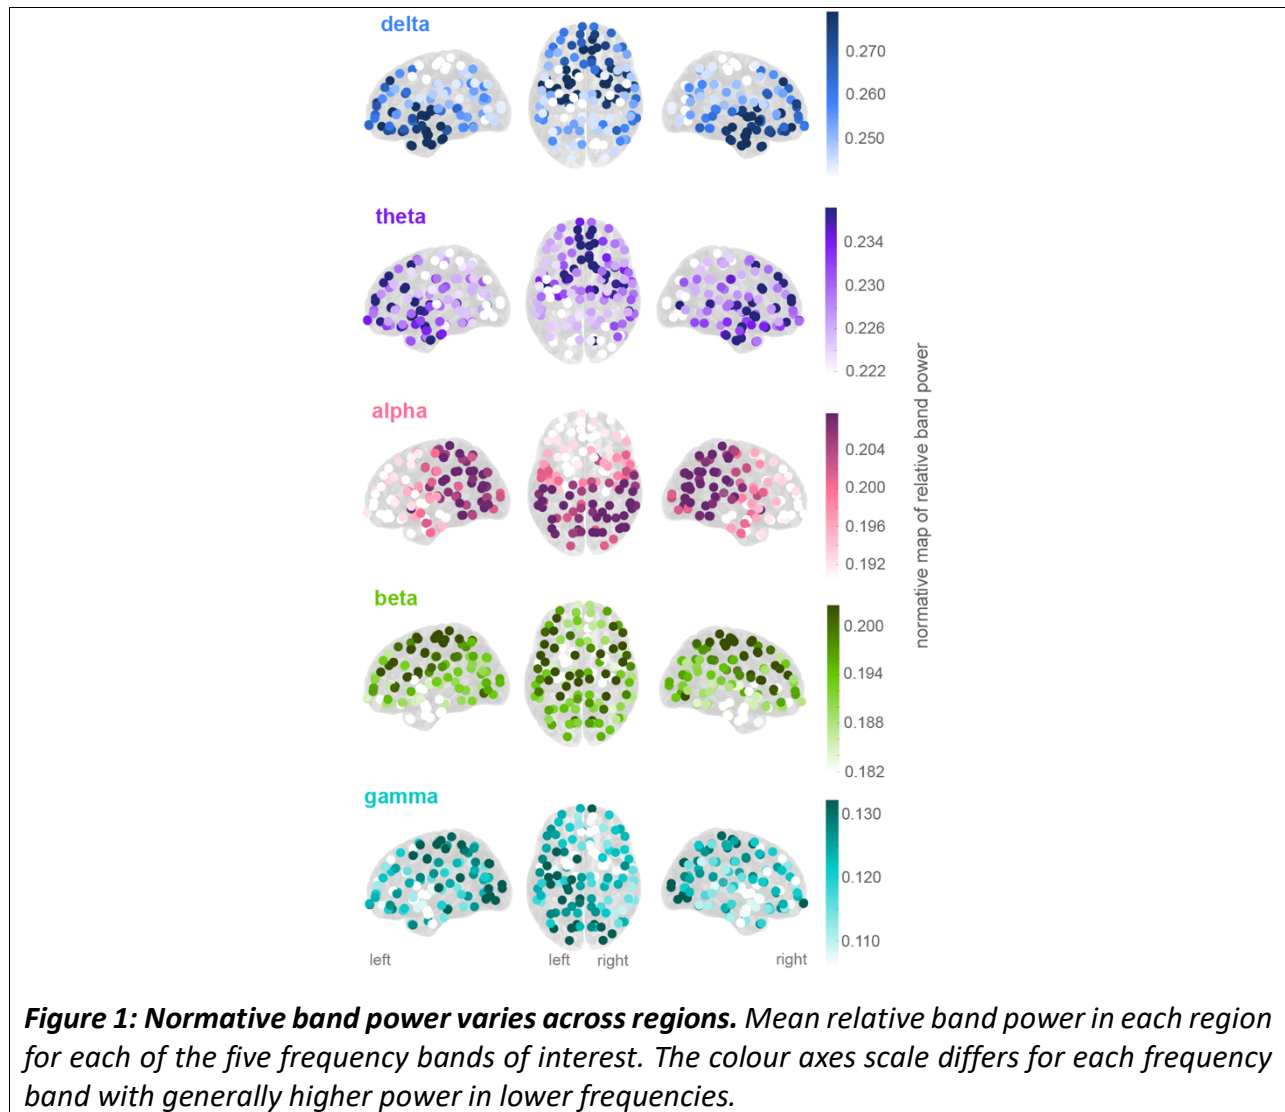 delta
0.270
0.260
0.250
theta
0.234
0.230
0.226
0.222
normative map of relative band power
alpha
0.204
0.200
0.196
0.192
beta
0.200
0.194
0.188
0.182
gamma
0.130
0.120
0.110
left left right right
Figure 1: Normative band power varies across regions. Mean relative band power in each region
for each of the five frequency bands of interest. The colour axes scale differs for each frequency
band with generally higher power in lower frequencies.